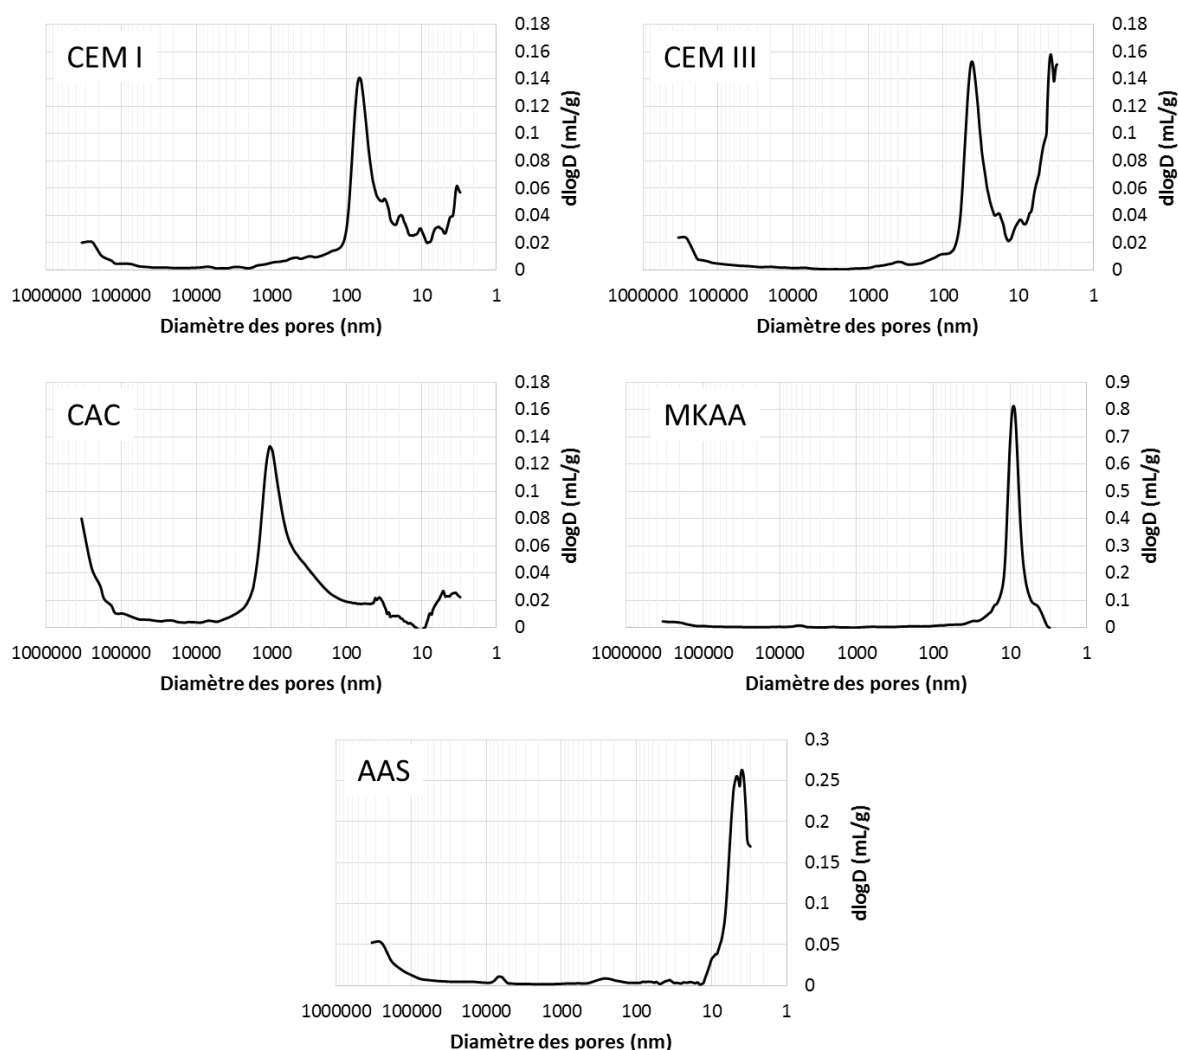 CEM I
0.18
0.16
0.14
0.12
0.1
0.08
0.06
0.04
0.02
0
dlogD (mL/g)
1000000 100000 10000 1000 100 10 1
Diamètre des pores (nm)
CEM III
0.18
0.16
0.14
0.12
0.1
0.08
0.06
0.04
0.02
0
dlogD (mL/g)
1000000 100000 10000 1000 100 10 1
Diamètre des pores (nm)
CAC
0.18
0.16
0.14
0.12
0.1
0.08
0.06
0.04
0.02
0
dlogD (mL/g)
1000000 100000 10000 1000 100 10 1
Diamètre des pores (nm)
MKAA
0.9
0.8
0.7
0.6
0.5
0.4
0.3
0.2
0.1
0
dlogD (mL/g)
1000000 100000 10000 1000 100 10 1
Diamètre des pores (nm)
AAS
0.3
0.25
0.2
0.15
0.1
0.05
0
dlogD (mL/g)
1000000 100000 10000 1000 100 10 1
Diamètre des pores (nm)